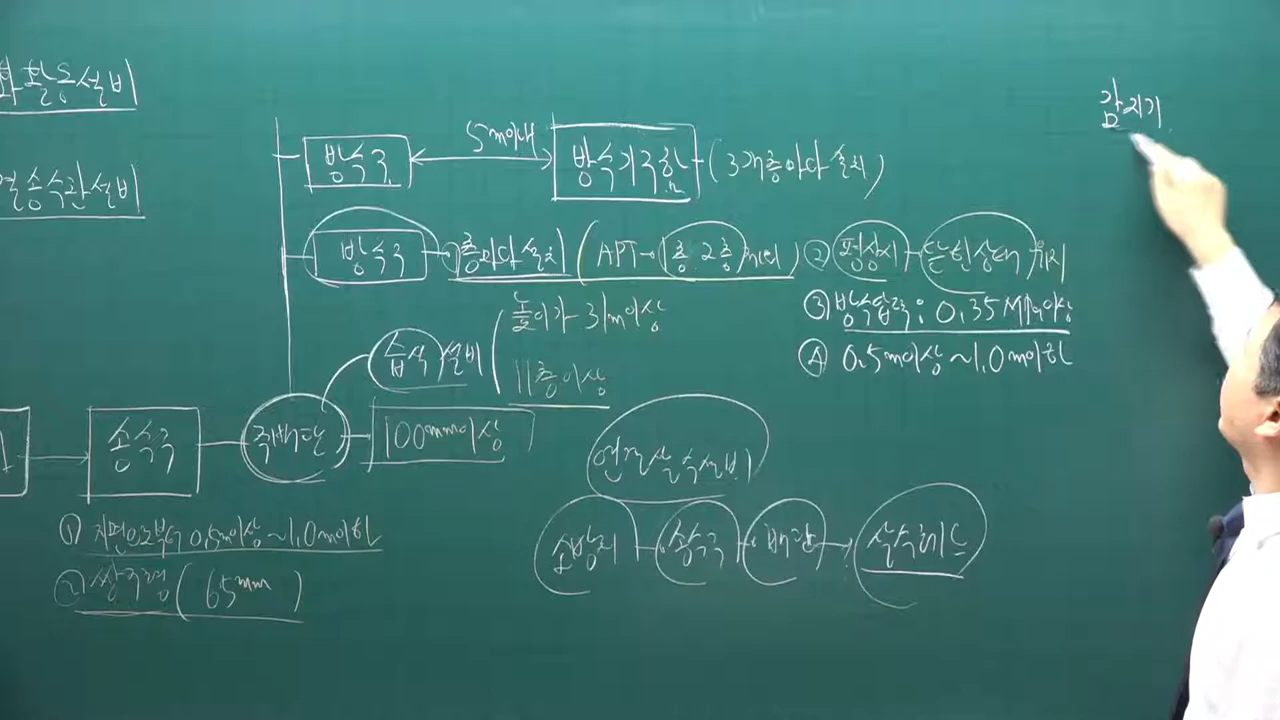 화활동설비
연결송수관설비
감지기
방수구 5m이내 방수기구함 (3개층마다 설치)
방수구 ① 층마다 설치 (APT → 층 2층 제외) ② 평상시 - 닫힌상태 유지
높이가 31m이상
③ 방수압력 : 0.35MPa이상
습식설비
11층이상
④ 0.5m이상 ~ 1.0m이하
송수구 주배관 100mm이상
연결살수설비
① 지면으로부터 0.5m이상 ~ 1.0m이하
소방차 송수구 배관 살수헤드
② 쌍구형 (65mm)